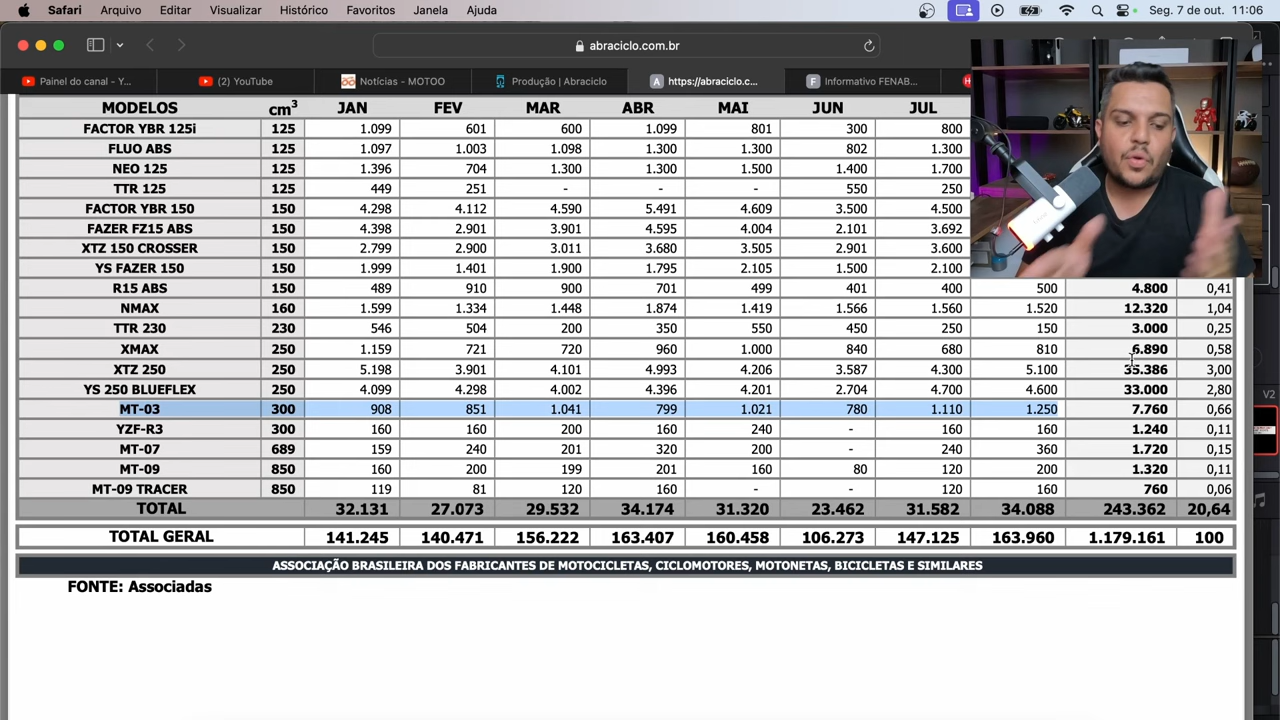 Safari Arquivo Editar Visualizar Histórico Favoritos Janela Ajuda Seg. 7 de out. 11:06
abraciclo.com.br
Painel do canal - Y... (2) YouTube Notícias - MOTOO Produção | Abraciclo https://abraciclo.c... Informativo FENAB...
MODELOS cm3 JAN FEV MAR ABR MAI JUN JUL
FACTOR YBR 125i 125 1.099 601 600 1.099 801 300 800
FLUO ABS 125 1.097 1.003 1.098 1.300 1.300 802 1.300
NEO 125 125 1.396 704 1.300 1.300 1.500 1.400 1.700
TTR 125 125 449 251 - - - 550 250
FACTOR YBR 150 150 4.298 4.112 4.590 5.491 4.609 3.500 4.500
FAZER FZ15 ABS 150 4.398 2.901 3.901 4.595 4.004 2.101 3.692
XTZ 150 CROSSER 150 2.799 2.900 3.011 3.680 3.505 2.901 3.600
YS FAZER 150 150 1.999 1.401 1.900 1.795 2.105 1.500 2.100
R15 ABS 150 489 910 900 701 499 401 400 500 4.800 0,41
NMAX 160 1.599 1.334 1.448 1.874 1.419 1.566 1.560 1.520 12.320 1,04
TTR 230 230 546 504 200 350 550 450 250 150 3.000 0,25
XMAX 250 1.159 721 720 960 1.000 840 680 810 6.890 0,58
XTZ 250 250 5.198 3.901 4.101 4.993 4.206 3.587 4.300 5.100 35.386 3,00
YS 250 BLUEFLEX 250 4.099 4.298 4.002 4.396 4.201 2.704 4.700 4.600 33.000 2,80
MT-03 300 908 851 1.041 799 1.021 780 1.110 1.250 7.760 0,66
YZF-R3 300 160 160 200 160 240 - 160 160 1.240 0,11
MT-07 689 159 240 201 320 200 - 240 360 1.720 0,15
MT-09 850 160 200 199 201 160 80 120 200 1.320 0,11
MT-09 TRACER 850 119 81 120 160 - - 120 160 760 0,06
TOTAL 32.131 27.073 29.532 34.174 31.320 23.462 31.582 34.088 243.362 20,64
TOTAL GERAL 141.245 140.471 156.222 163.407 160.458 106.273 147.125 163.960 1.179.161 100
ASSOCIAÇÃO BRASILEIRA DOS FABRICANTES DE MOTOCICLETAS, CICLOMOTORES, MOTONETAS, BICICLETAS E SIMILARES
FONTE: Associadas
V2